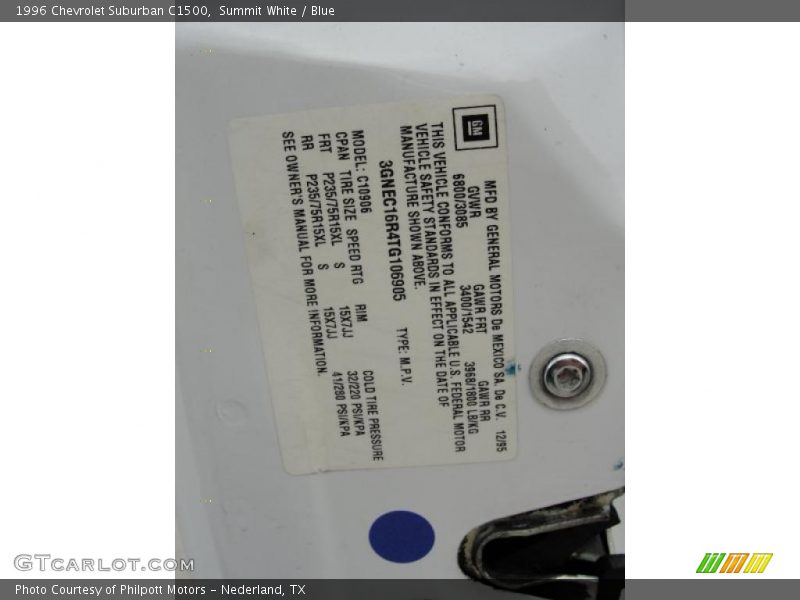 1996 Chevrolet Suburban C1500,  Summit White / Blue
GM
MFD BY GENERAL MOTORS De MEXICO SA. De C.V.  12/95
GVWR  GAWR FRT  GAWR RR
6800/3085  3400/1542  3968/1800 LB/KG
THIS VEHICLE CONFORMS TO ALL APPLICABLE U.S. FEDERAL MOTOR
VEHICLE SAFETY STANDARDS IN EFFECT ON THE DATE OF
MANUFACTURE SHOWN ABOVE.
3GNEC16R4TG106905  TYPE: M.P.V.
MODEL: C10906
CPAN  TIRE SIZE  SPEED RTG  RIM  COLD TIRE PRESSURE
FRT  P235/75R15XL  S  15X7JJ  32/220 PSI/KPA
RR  P235/75R15XL  S  15X7JJ  41/280 PSI/KPA
SEE OWNER'S MANUAL FOR MORE INFORMATION.
GTcarlot.com
Photo Courtesy of Philpott Motors - Nederland, TX